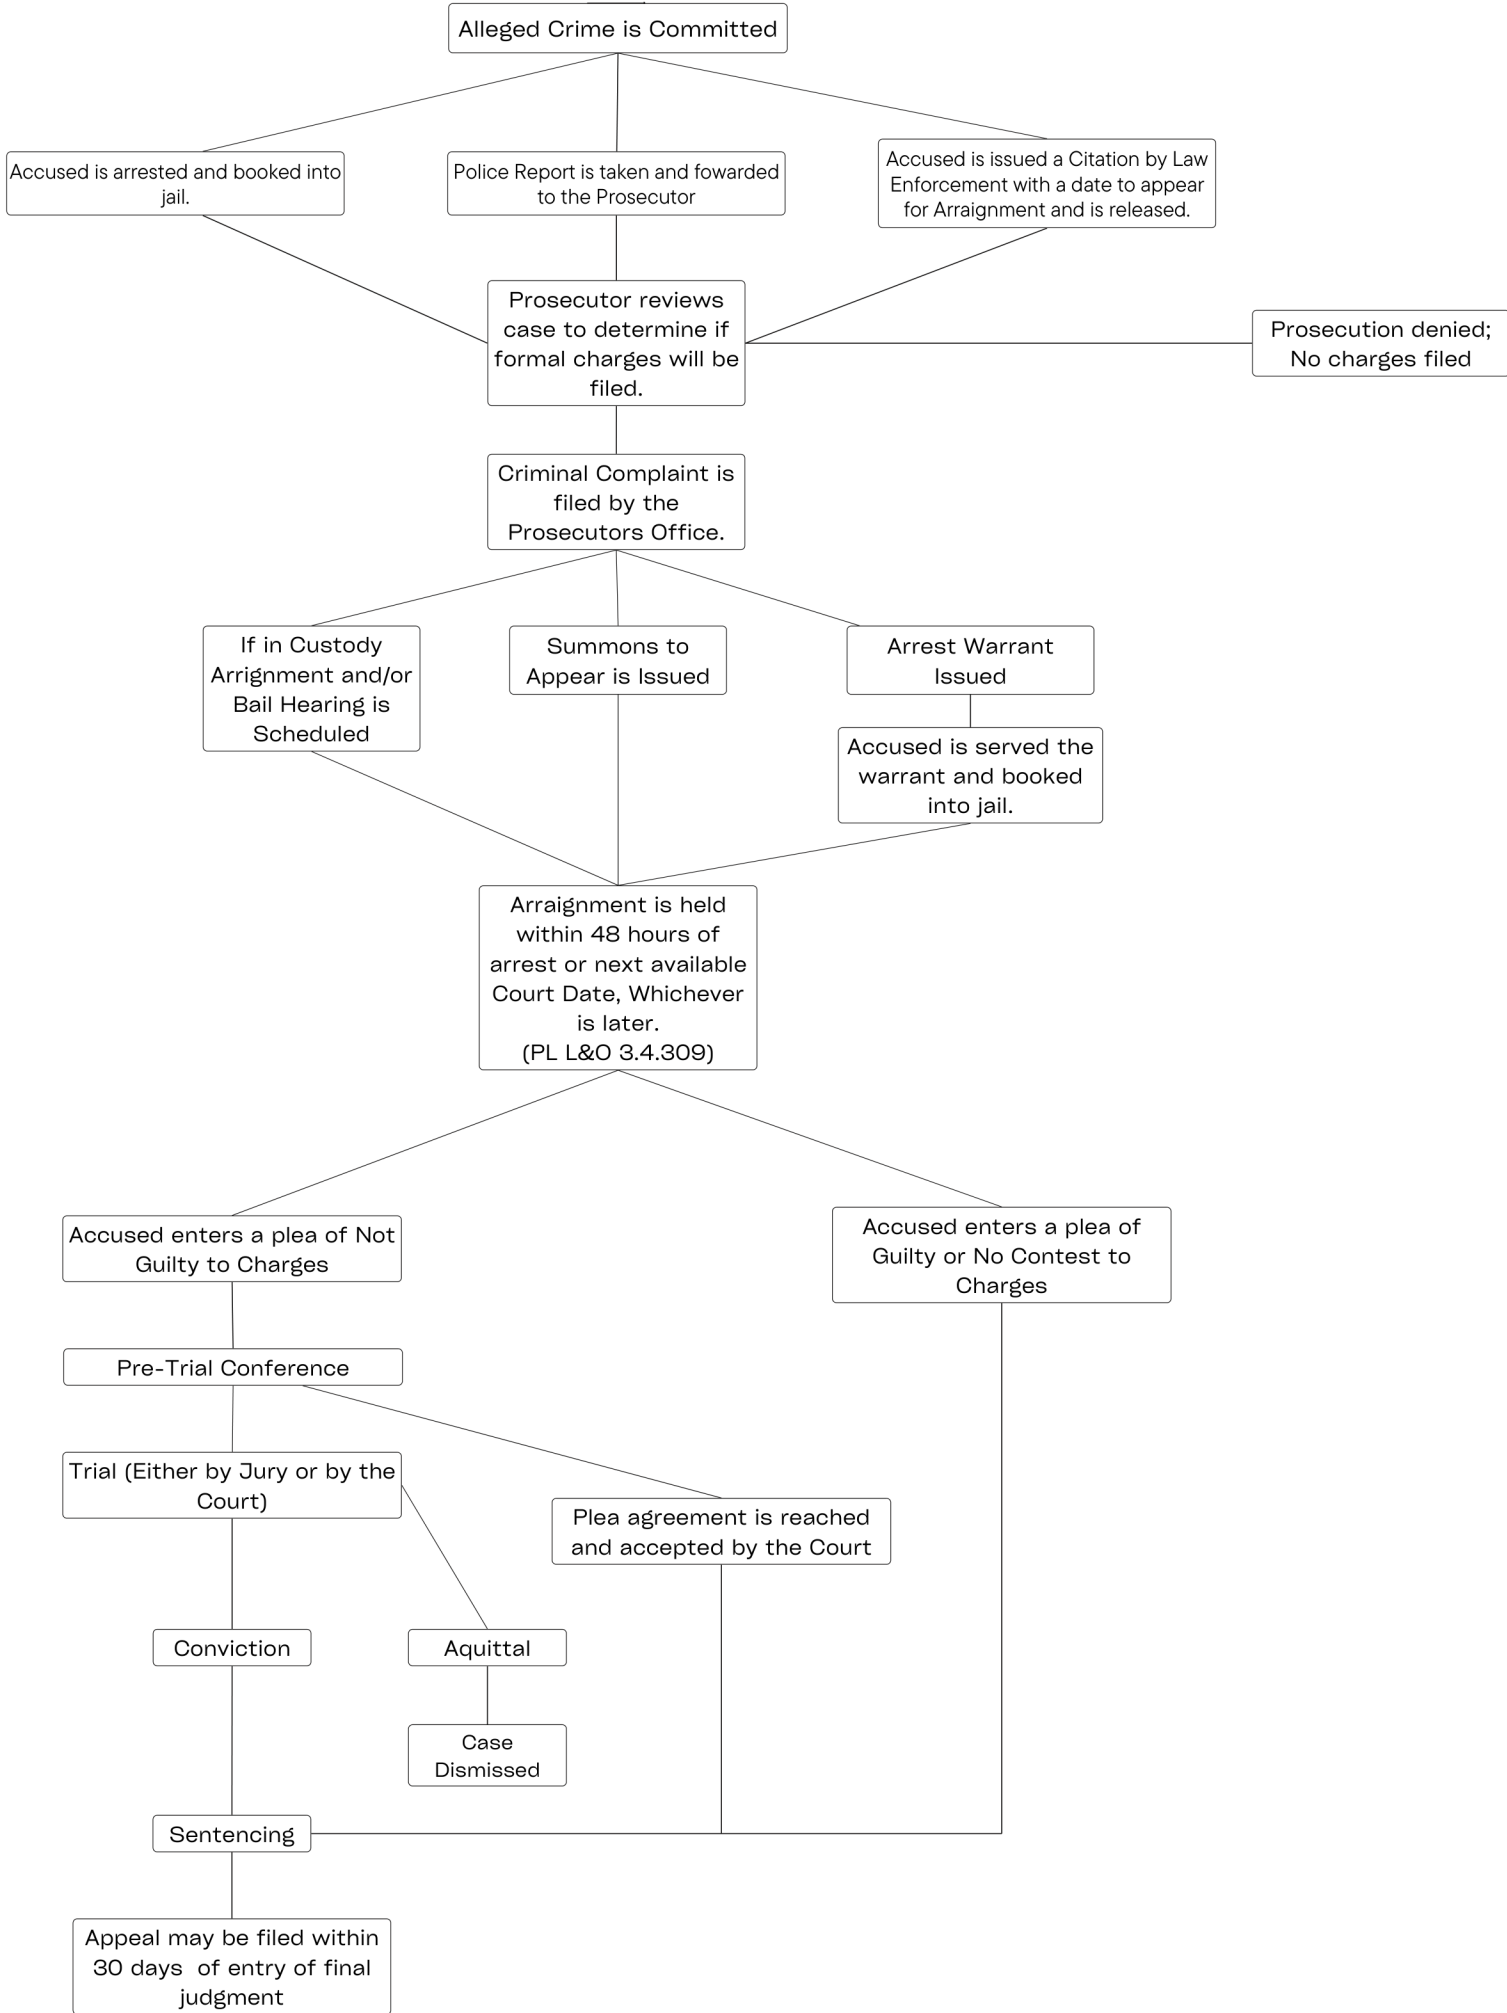 Alleged Crime is Committed
Accused is arrested and booked into
jail.
Police Report is taken and fowarded
to the Prosecutor
Accused is issued a Citation by Law
Enforcement with a date to appear
for Arraignment and is released.
Prosecutor reviews
case to determine if
formal charges will be
filed.
Prosecution denied;
No charges filed
Criminal Complaint is
filed by the
Prosecutors Office.
If in Custody
Arrignment and/or
Bail Hearing is
Scheduled
Summons to
Appear is Issued
Arrest Warrant
Issued
Accused is served the
warrant and booked
into jail.
Arraignment is held
within 48 hours of
arrest or next available
Court Date, Whichever
is later.
(PL L&O 3.4.309)
Accused enters a plea of Not
Guilty to Charges
Accused enters a plea of
Guilty or No Contest to
Charges
Pre-Trial Conference
Trial (Either by Jury or by the
Court)
Plea agreement is reached
and accepted by the Court
Conviction
Aquittal
Case
Dismissed
Sentencing
Appeal may be filed within
30 days  of entry of final
judgment